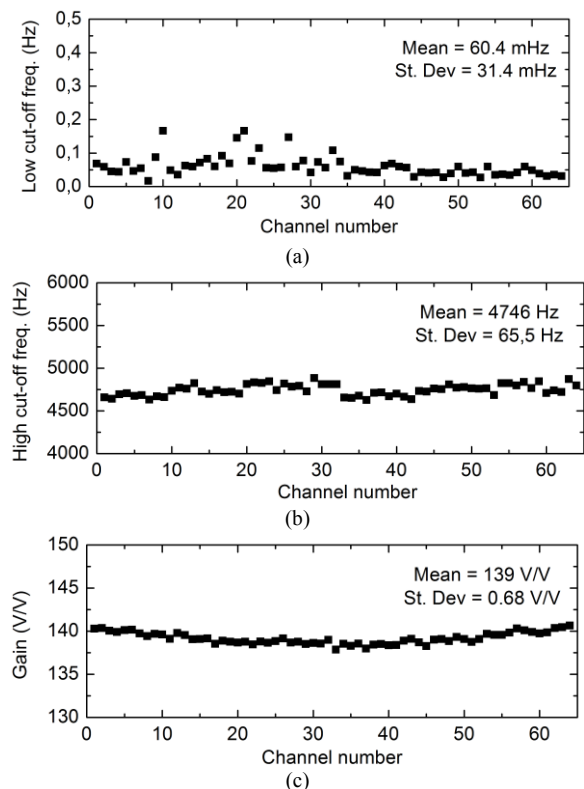 0,5
0,4
0,3
0,2
0,1
0,0
Low cut-off freq. (Hz)
Mean = 60.4 mHz
St. Dev = 31.4 mHz
0 10 20 30 40 50 60
Channel number
(a)
6000
5500
5000
4500
4000
High cut-off freq. (Hz)
Mean = 4746 Hz
St. Dev = 65,5 Hz
0 10 20 30 40 50 60
Channel number
(b)
150
145
140
135
130
Gain (V/V)
Mean = 139 V/V
St. Dev = 0.68 V/V
0 10 20 30 40 50 60
Channel number
(c)